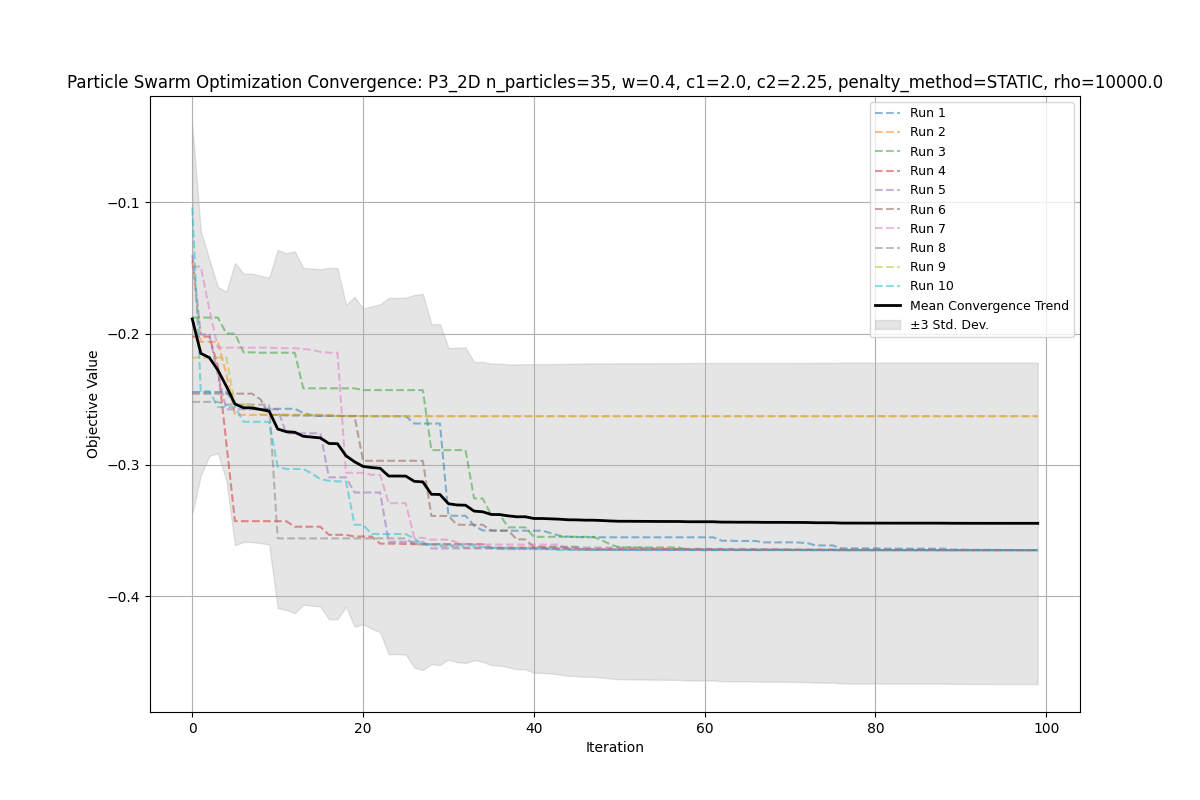 Particle Swarm Optimization Convergence: P3_2D n_particles=35, w=0.4, c1=2.0, c2=2.25, penalty_method=STATIC, rho=10000.0
Run 1
Run 2
Run 3
Run 4
Run 5
Run 6
Run 7
Run 8
Run 9
Run 10
Mean Convergence Trend
±3 Std. Dev.
Objective Value
−0.1
−0.2
−0.3
−0.4
0 20 40 60 80 100
Iteration